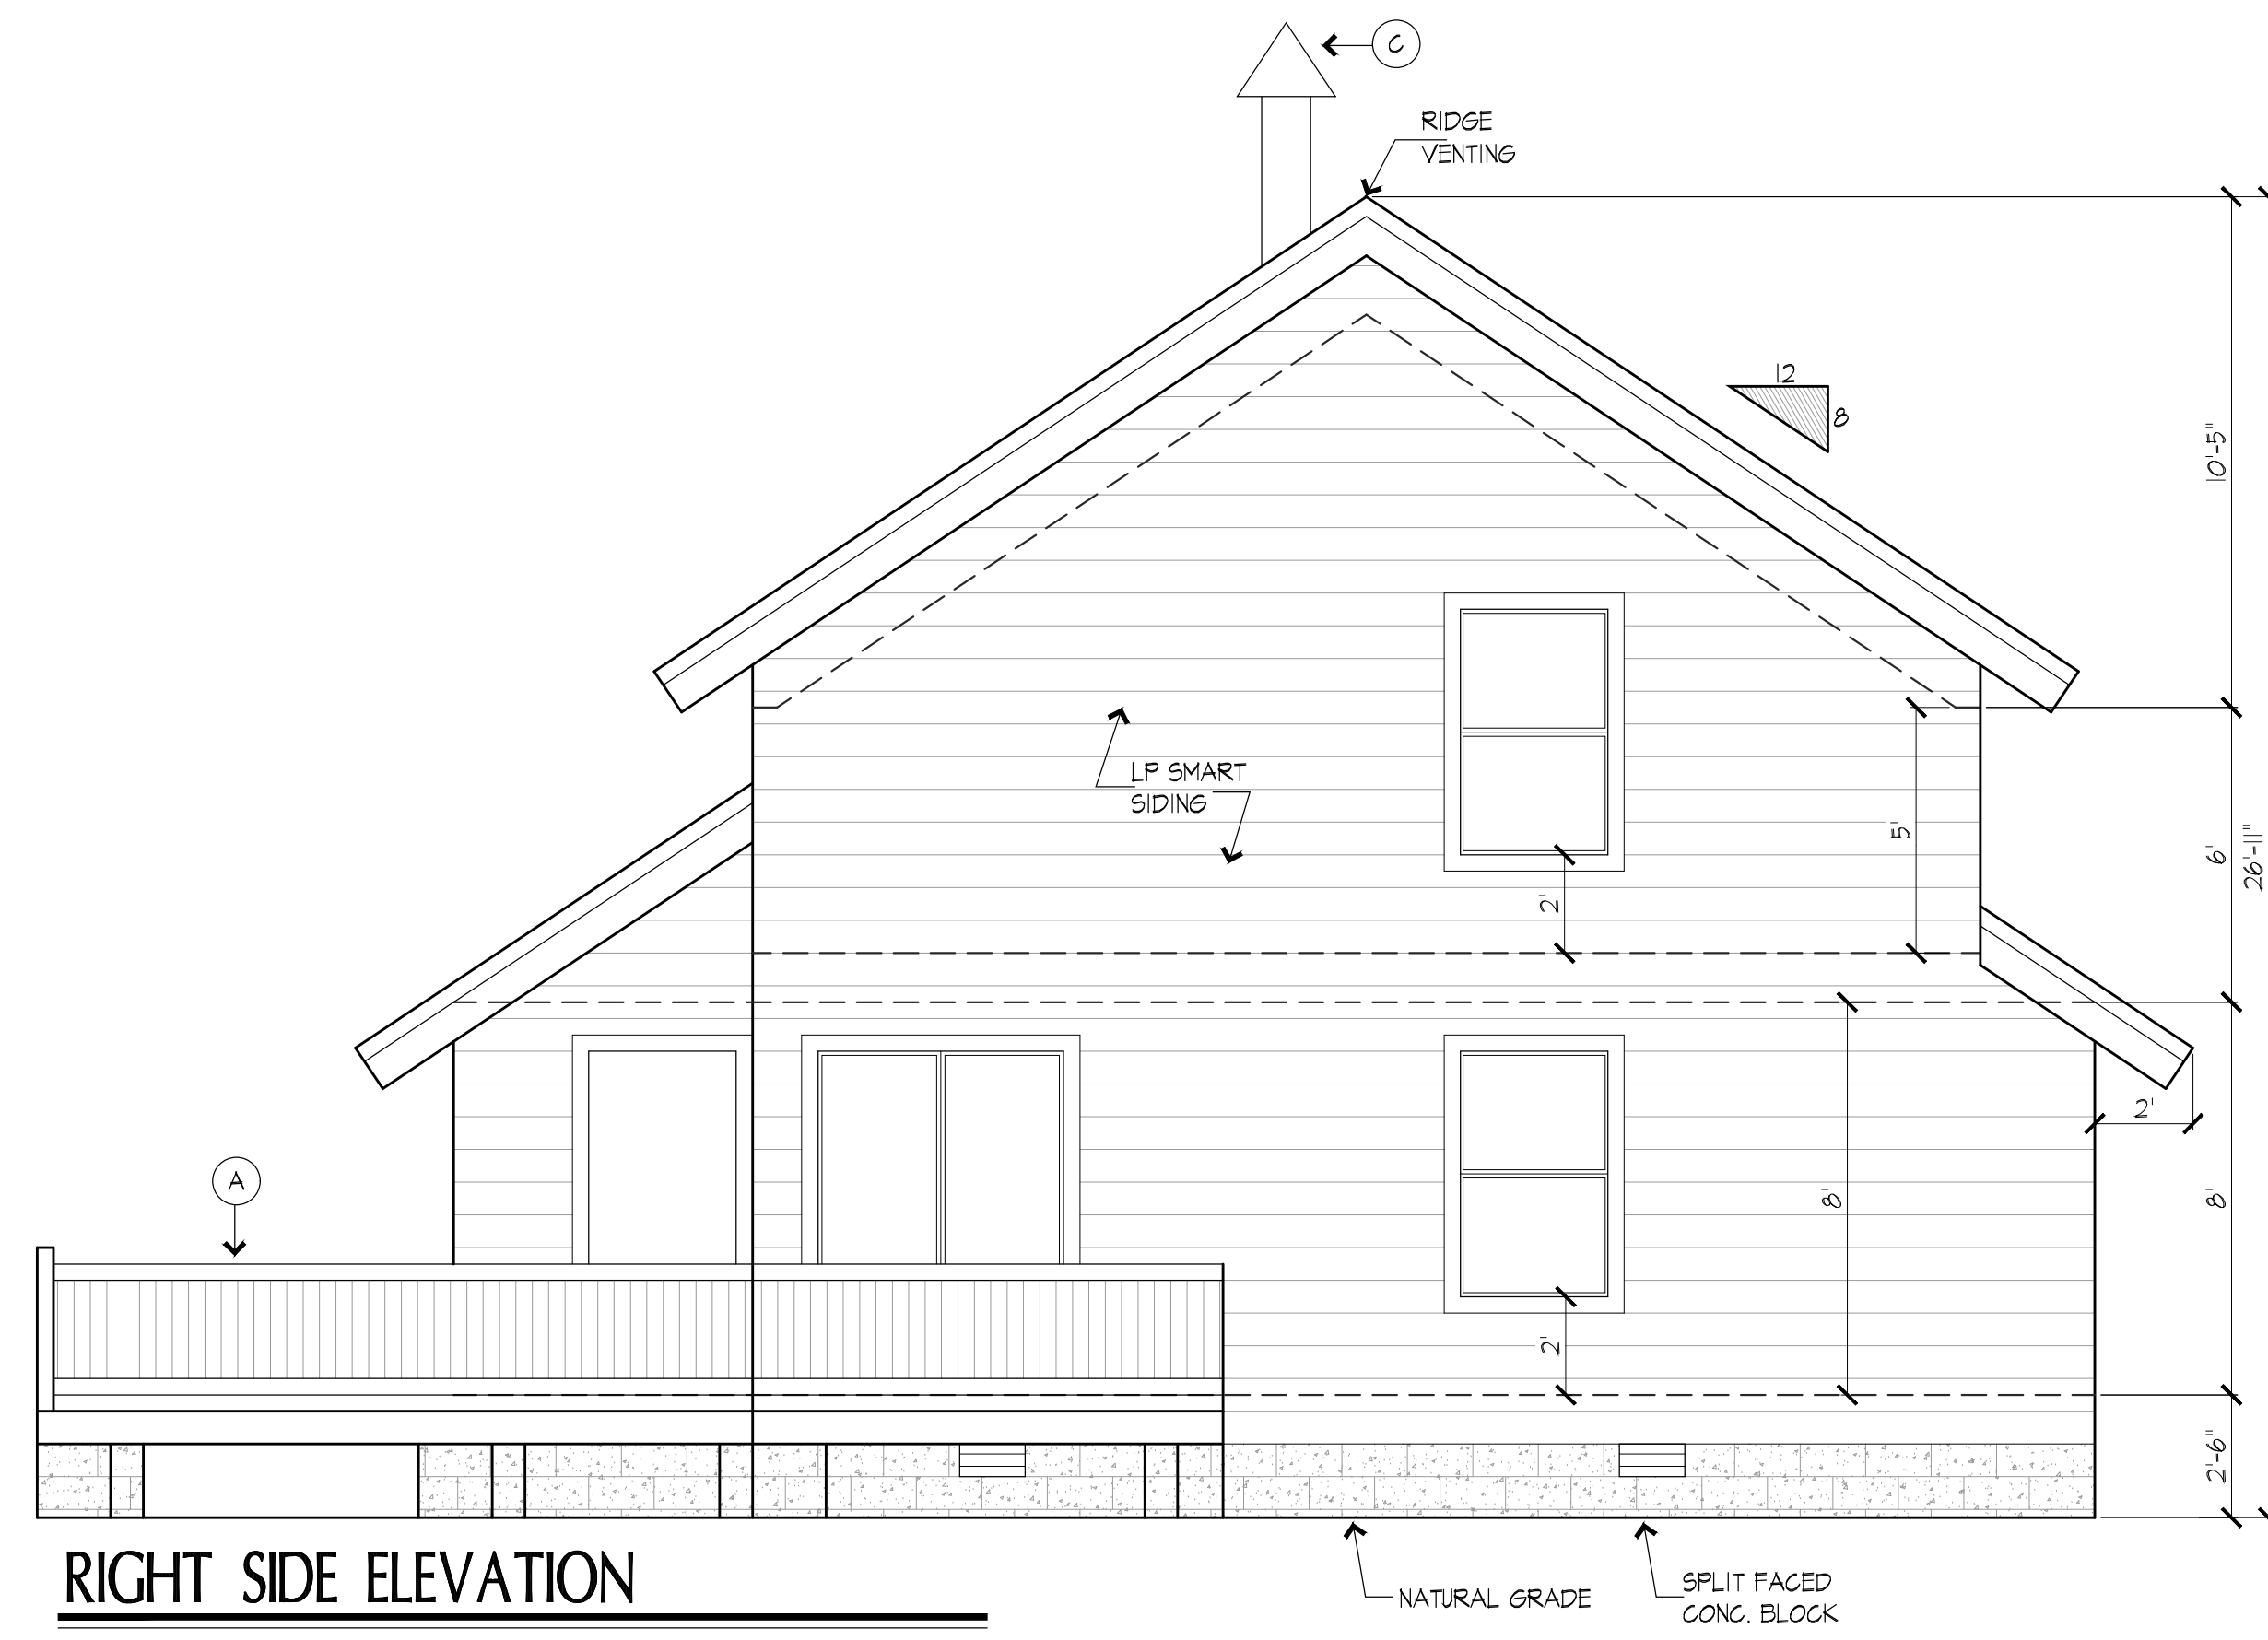 C
RIDGE
VENTING
12
8
10'-5"
LP SMART
SIDING
5'
6'
26'-11"
2'
2'
A
8'
8'
2'
2'-6"
RIGHT SIDE ELEVATION
NATURAL GRADE
SPLIT FACED
CONC. BLOCK